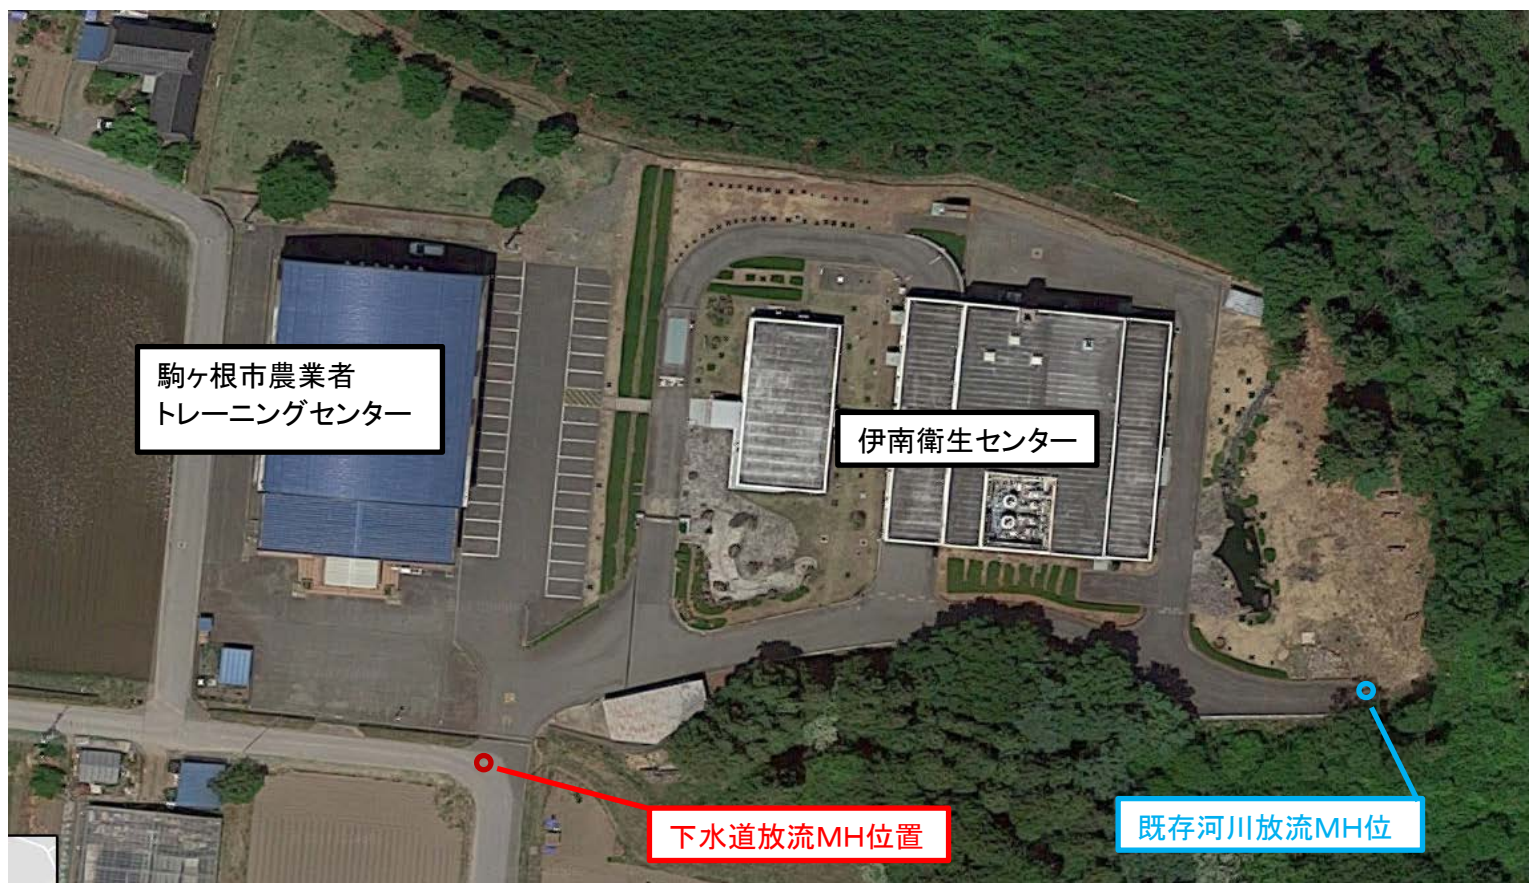 駒ヶ根市農業者
トレーニングセンター
伊南衛生センター
下水道放流MH位置
既存河川放流MH位